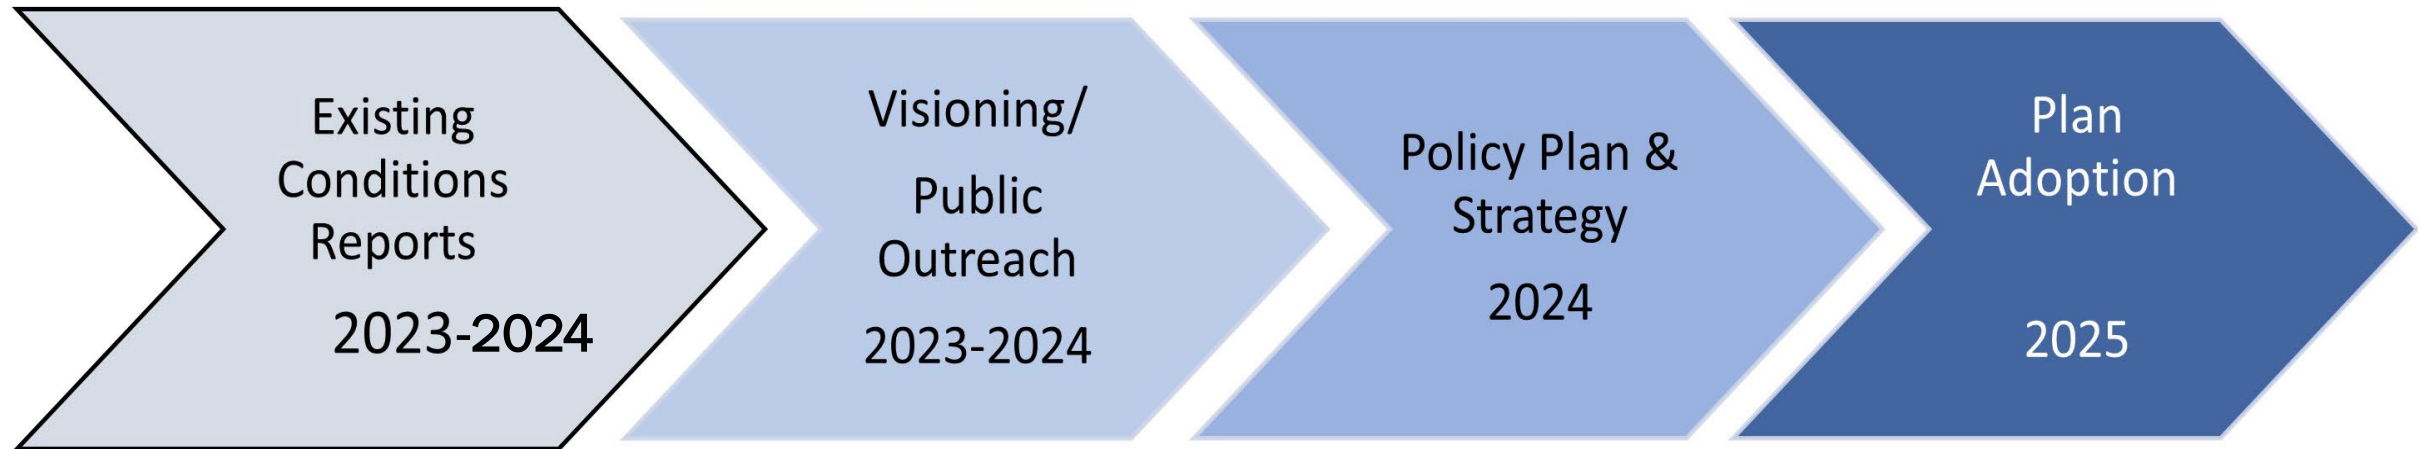 Existing
Conditions
Reports
2023-2024
Visioning/
Public
Outreach
2023-2024
Policy Plan &
Strategy
2024
Plan
Adoption
2025